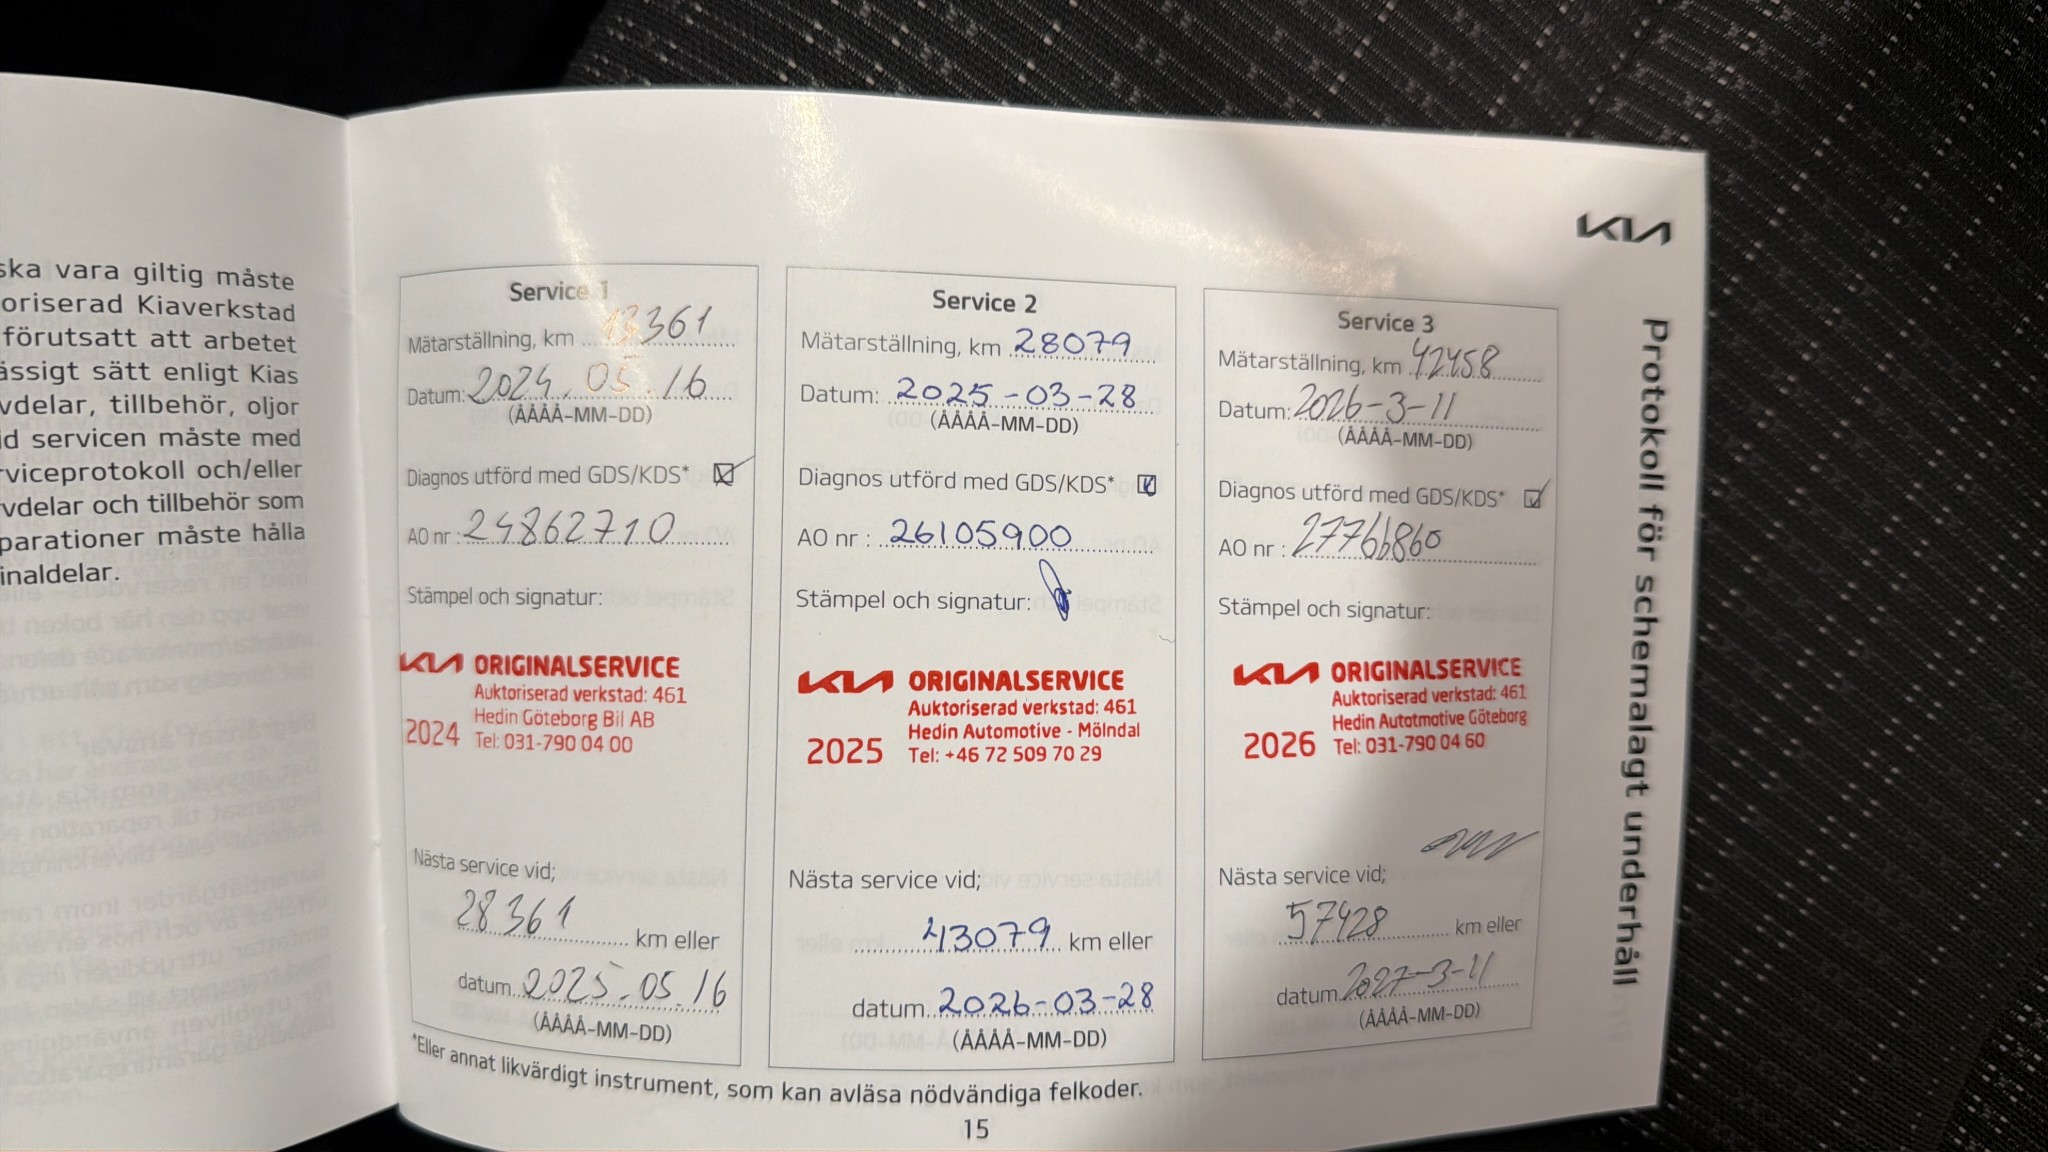 ska vara giltig måste
oriserad Kiaverkstad
förutsatt att arbetet
ässigt sätt enligt Kias
vdelar, tillbehör, oljor
id servicen måste med
rviceprotokoll och/eller
vdelar och tillbehör som
parationer måste hålla
inaldelar.
KIA
Protokoll för schemalagt underhåll
Service 1
Mätarställning, km 13361
Datum: 2024.05.16
(ÅÅÅÅ-MM-DD)
Diagnos utförd med GDS/KDS*
AO nr: 24862710
Stämpel och signatur:
KIA ORIGINALSERVICE
Auktoriserad verkstad: 461
Hedin Göteborg Bil AB
2024 Tel: 031-790 04 00
Nästa service vid;
28361 km eller
datum 2025.05.16
(ÅÅÅÅ-MM-DD)
Service 2
Mätarställning, km 28079
Datum: 2025-03-28
(ÅÅÅÅ-MM-DD)
Diagnos utförd med GDS/KDS*
AO nr: 26105900
Stämpel och signatur:
KIA ORIGINALSERVICE
Auktoriserad verkstad: 461
Hedin Automotive - Mölndal
2025 Tel: +46 72 509 70 29
Nästa service vid;
43079 km eller
datum 2026-03-28
(ÅÅÅÅ-MM-DD)
Service 3
Mätarställning, km 42458
Datum: 2026-3-11
(ÅÅÅÅ-MM-DD)
Diagnos utförd med GDS/KDS*
AO nr: 27766860
Stämpel och signatur:
KIA ORIGINALSERVICE
Auktoriserad verkstad: 461
Hedin Autotmotive Göteborg
2026 Tel: 031-790 04 60
Nästa service vid;
57428 km eller
datum 2027-3-11
(ÅÅÅÅ-MM-DD)
*Eller annat likvärdigt instrument, som kan avläsa nödvändiga felkoder.
15